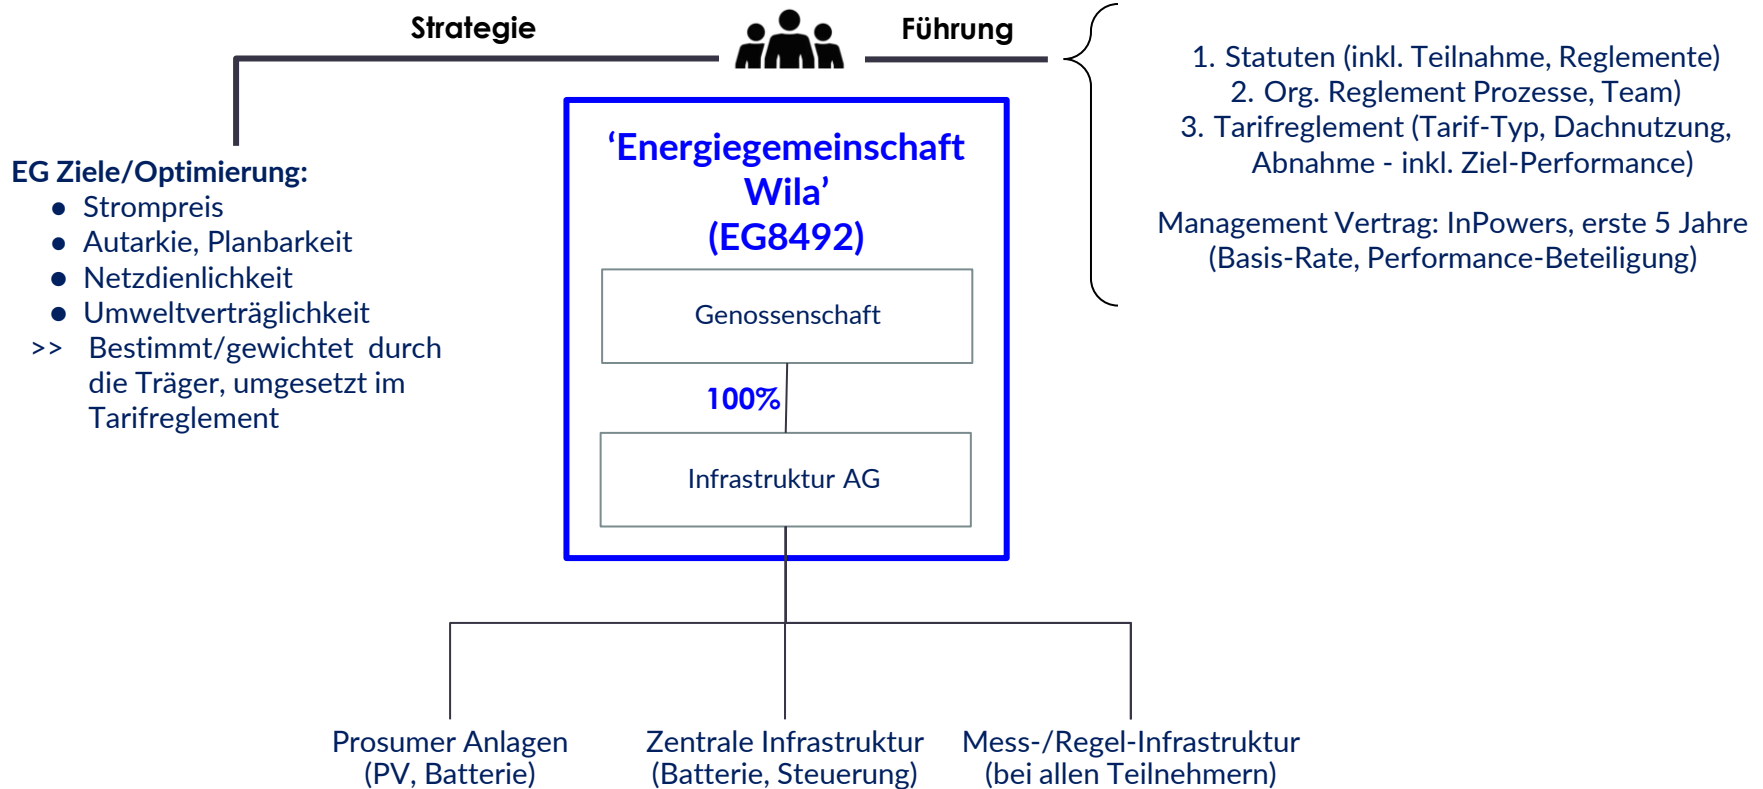 Strategie
Führung
1. Statuten (inkl. Teilnahme, Reglemente)
2. Org. Reglement Prozesse, Team)
3. Tarifreglement (Tarif-Typ, Dachnutzung,
Abnahme - inkl. Ziel-Performance)
Management Vertrag: InPowers, erste 5 Jahre
(Basis-Rate, Performance-Beteiligung)
EG Ziele/Optimierung:
● Strompreis
● Autarkie, Planbarkeit
● Netzdienlichkeit
● Umweltverträglichkeit
>> Bestimmt/gewichtet durch
die Träger, umgesetzt im
Tarifreglement
‘Energiegemeinschaft
Wila’
(EG8492)
Genossenschaft
100%
Infrastruktur AG
Prosumer Anlagen
(PV, Batterie)
Zentrale Infrastruktur
(Batterie, Steuerung)
Mess-/Regel-Infrastruktur
(bei allen Teilnehmern)